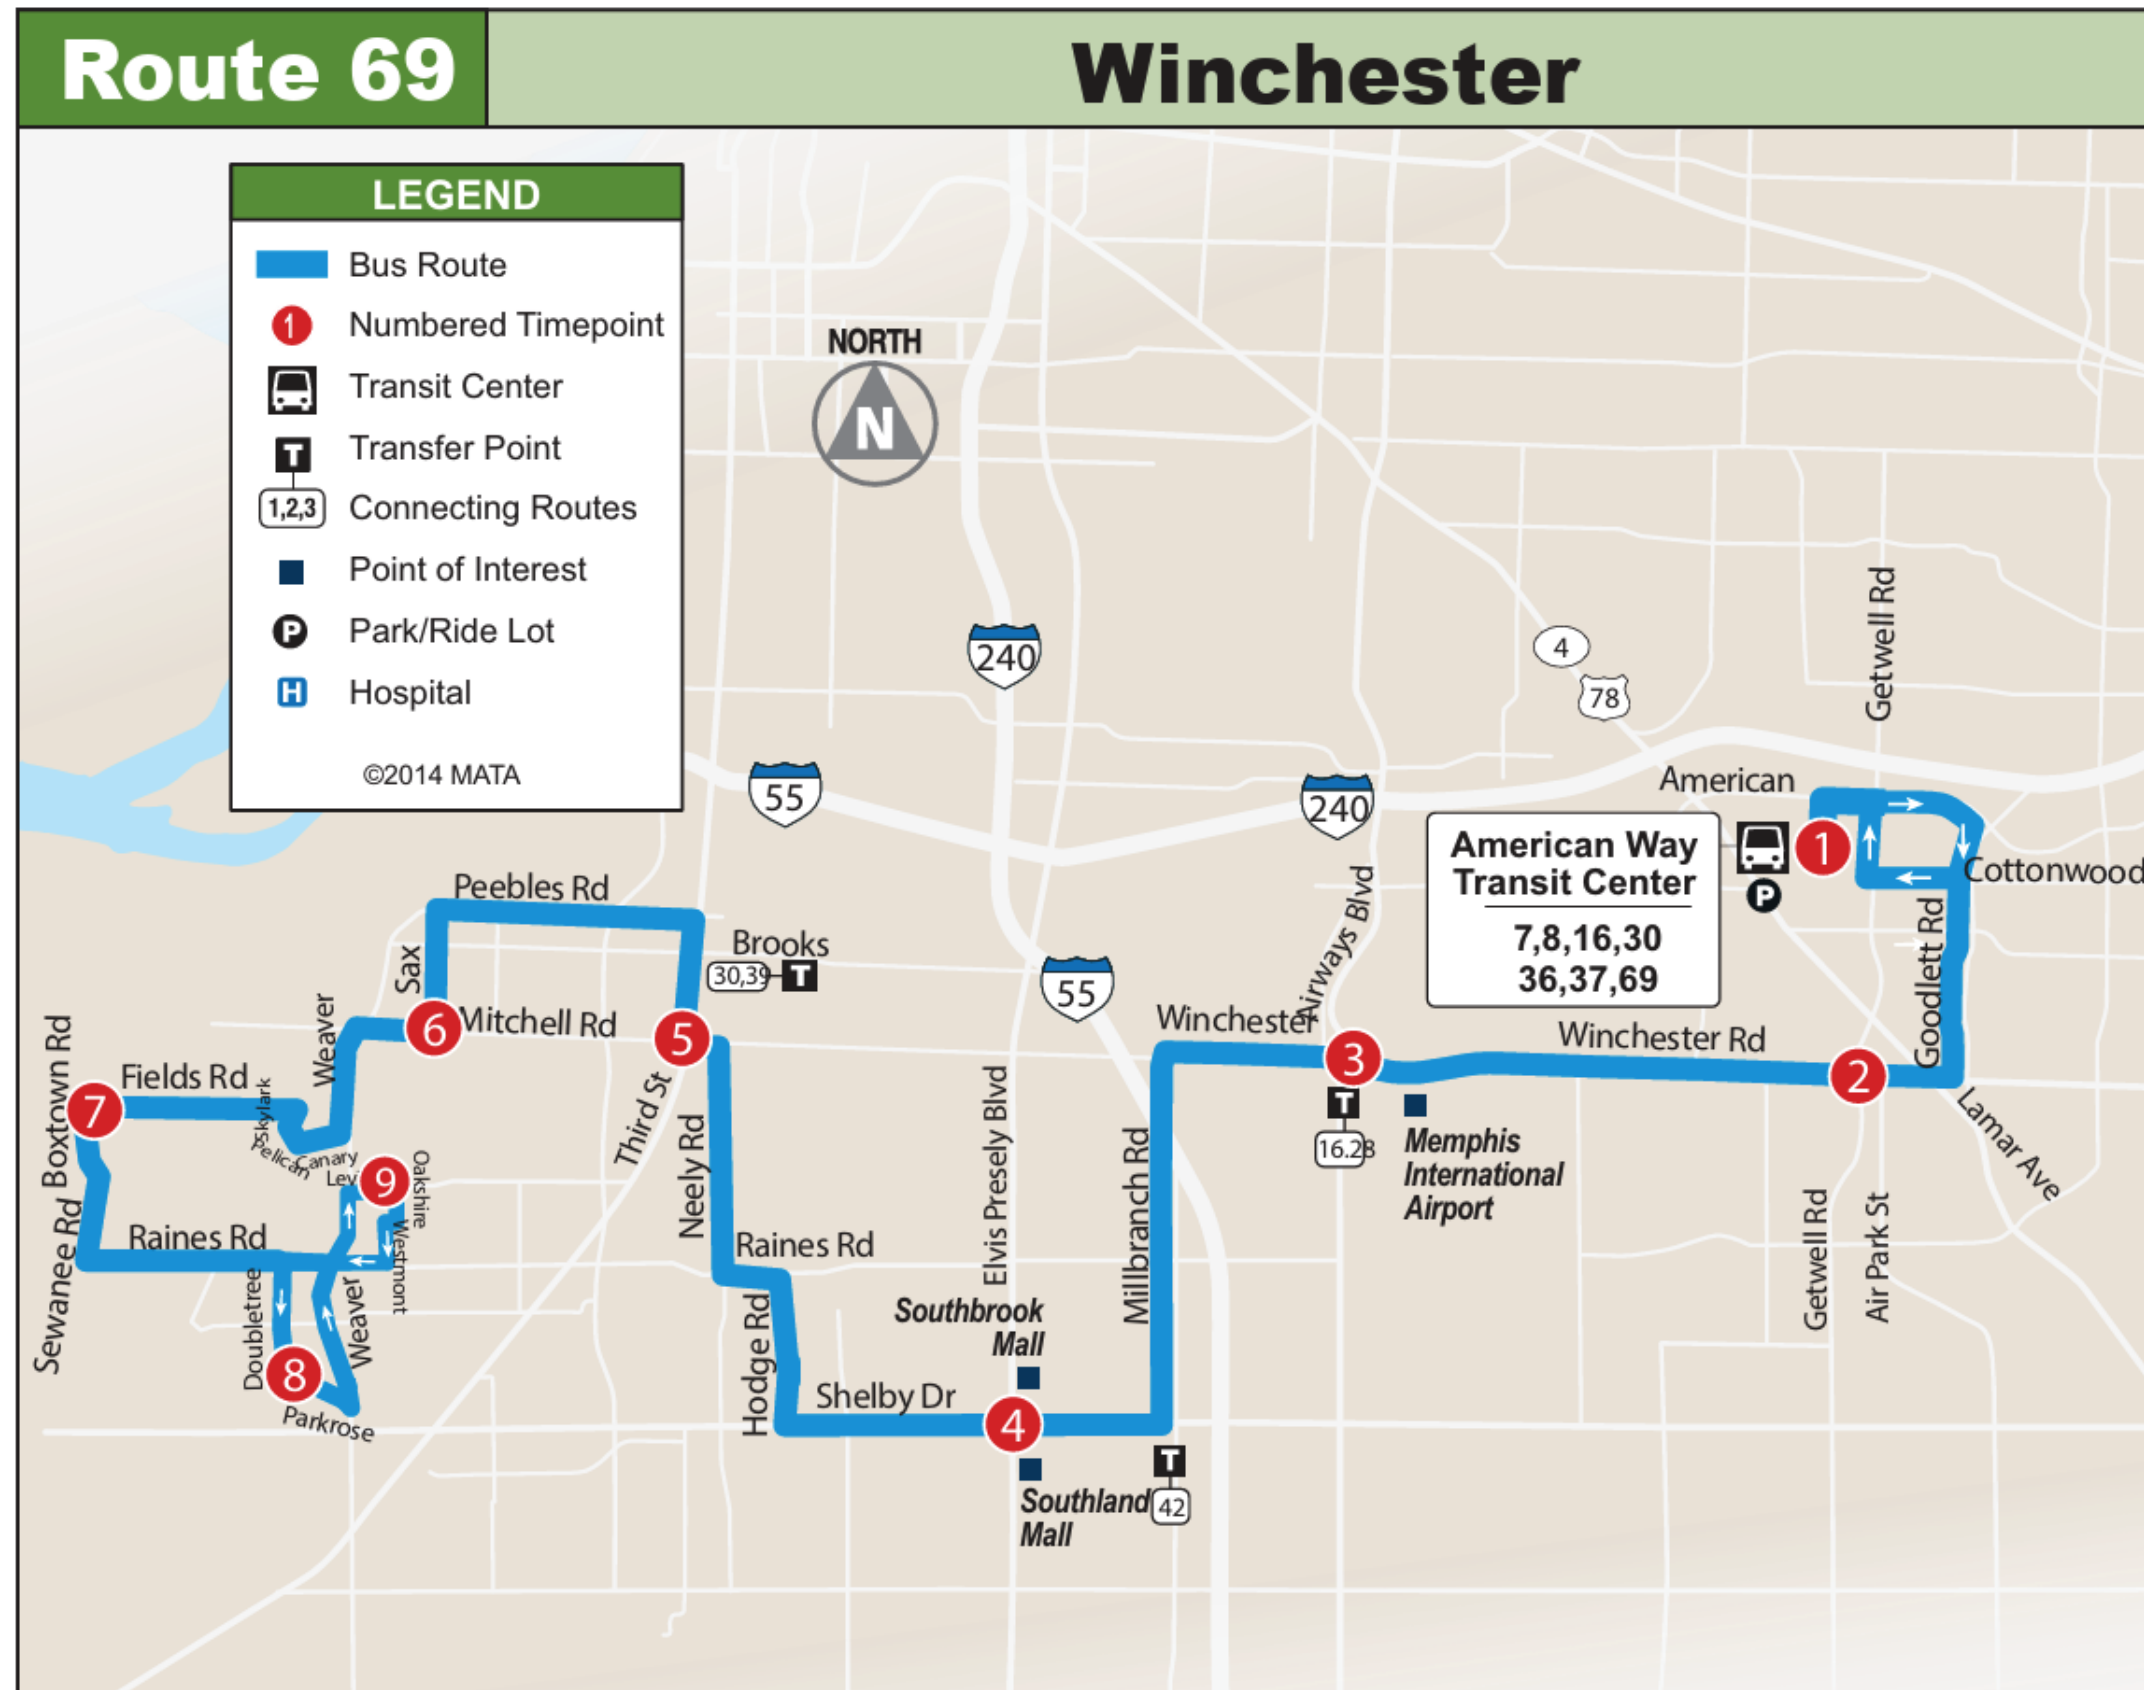 Route 69
Winchester
LEGEND
Bus Route
1
Numbered Timepoint
Transit Center
T
Transfer Point
1,2,3
Connecting Routes
Point of Interest
P
Park/Ride Lot
H
Hospital
©2014 MATA
NORTH
N
240
4
78
Getwell Rd
55
240
American
American Way
Transit Center
7,8,16,30
36,37,69
1
P
Cottonwood
Peebles Rd
Brooks
30,39
T
Sax
Airways Blvd
55
Goodlett Rd
Weaver
6
Mitchell Rd
5
Winchester
3
Winchester Rd
2
Boxtown Rd
Fields Rd
7
Skylark
Pelican
Canary
Levi
9
Oakshire
Third St
Neely Rd
Elvis Presely Blvd
Millbranch Rd
T
16.28
Memphis
International
Airport
Lamar Ave
Getwell Rd
Air Park St
Sewanee Rd
Raines Rd
Westmont
Raines Rd
Doubletree
Weaver
8
Parkrose
Hodge Rd
Southbrook
Mall
Shelby Dr
4
Southland
Mall
T
42